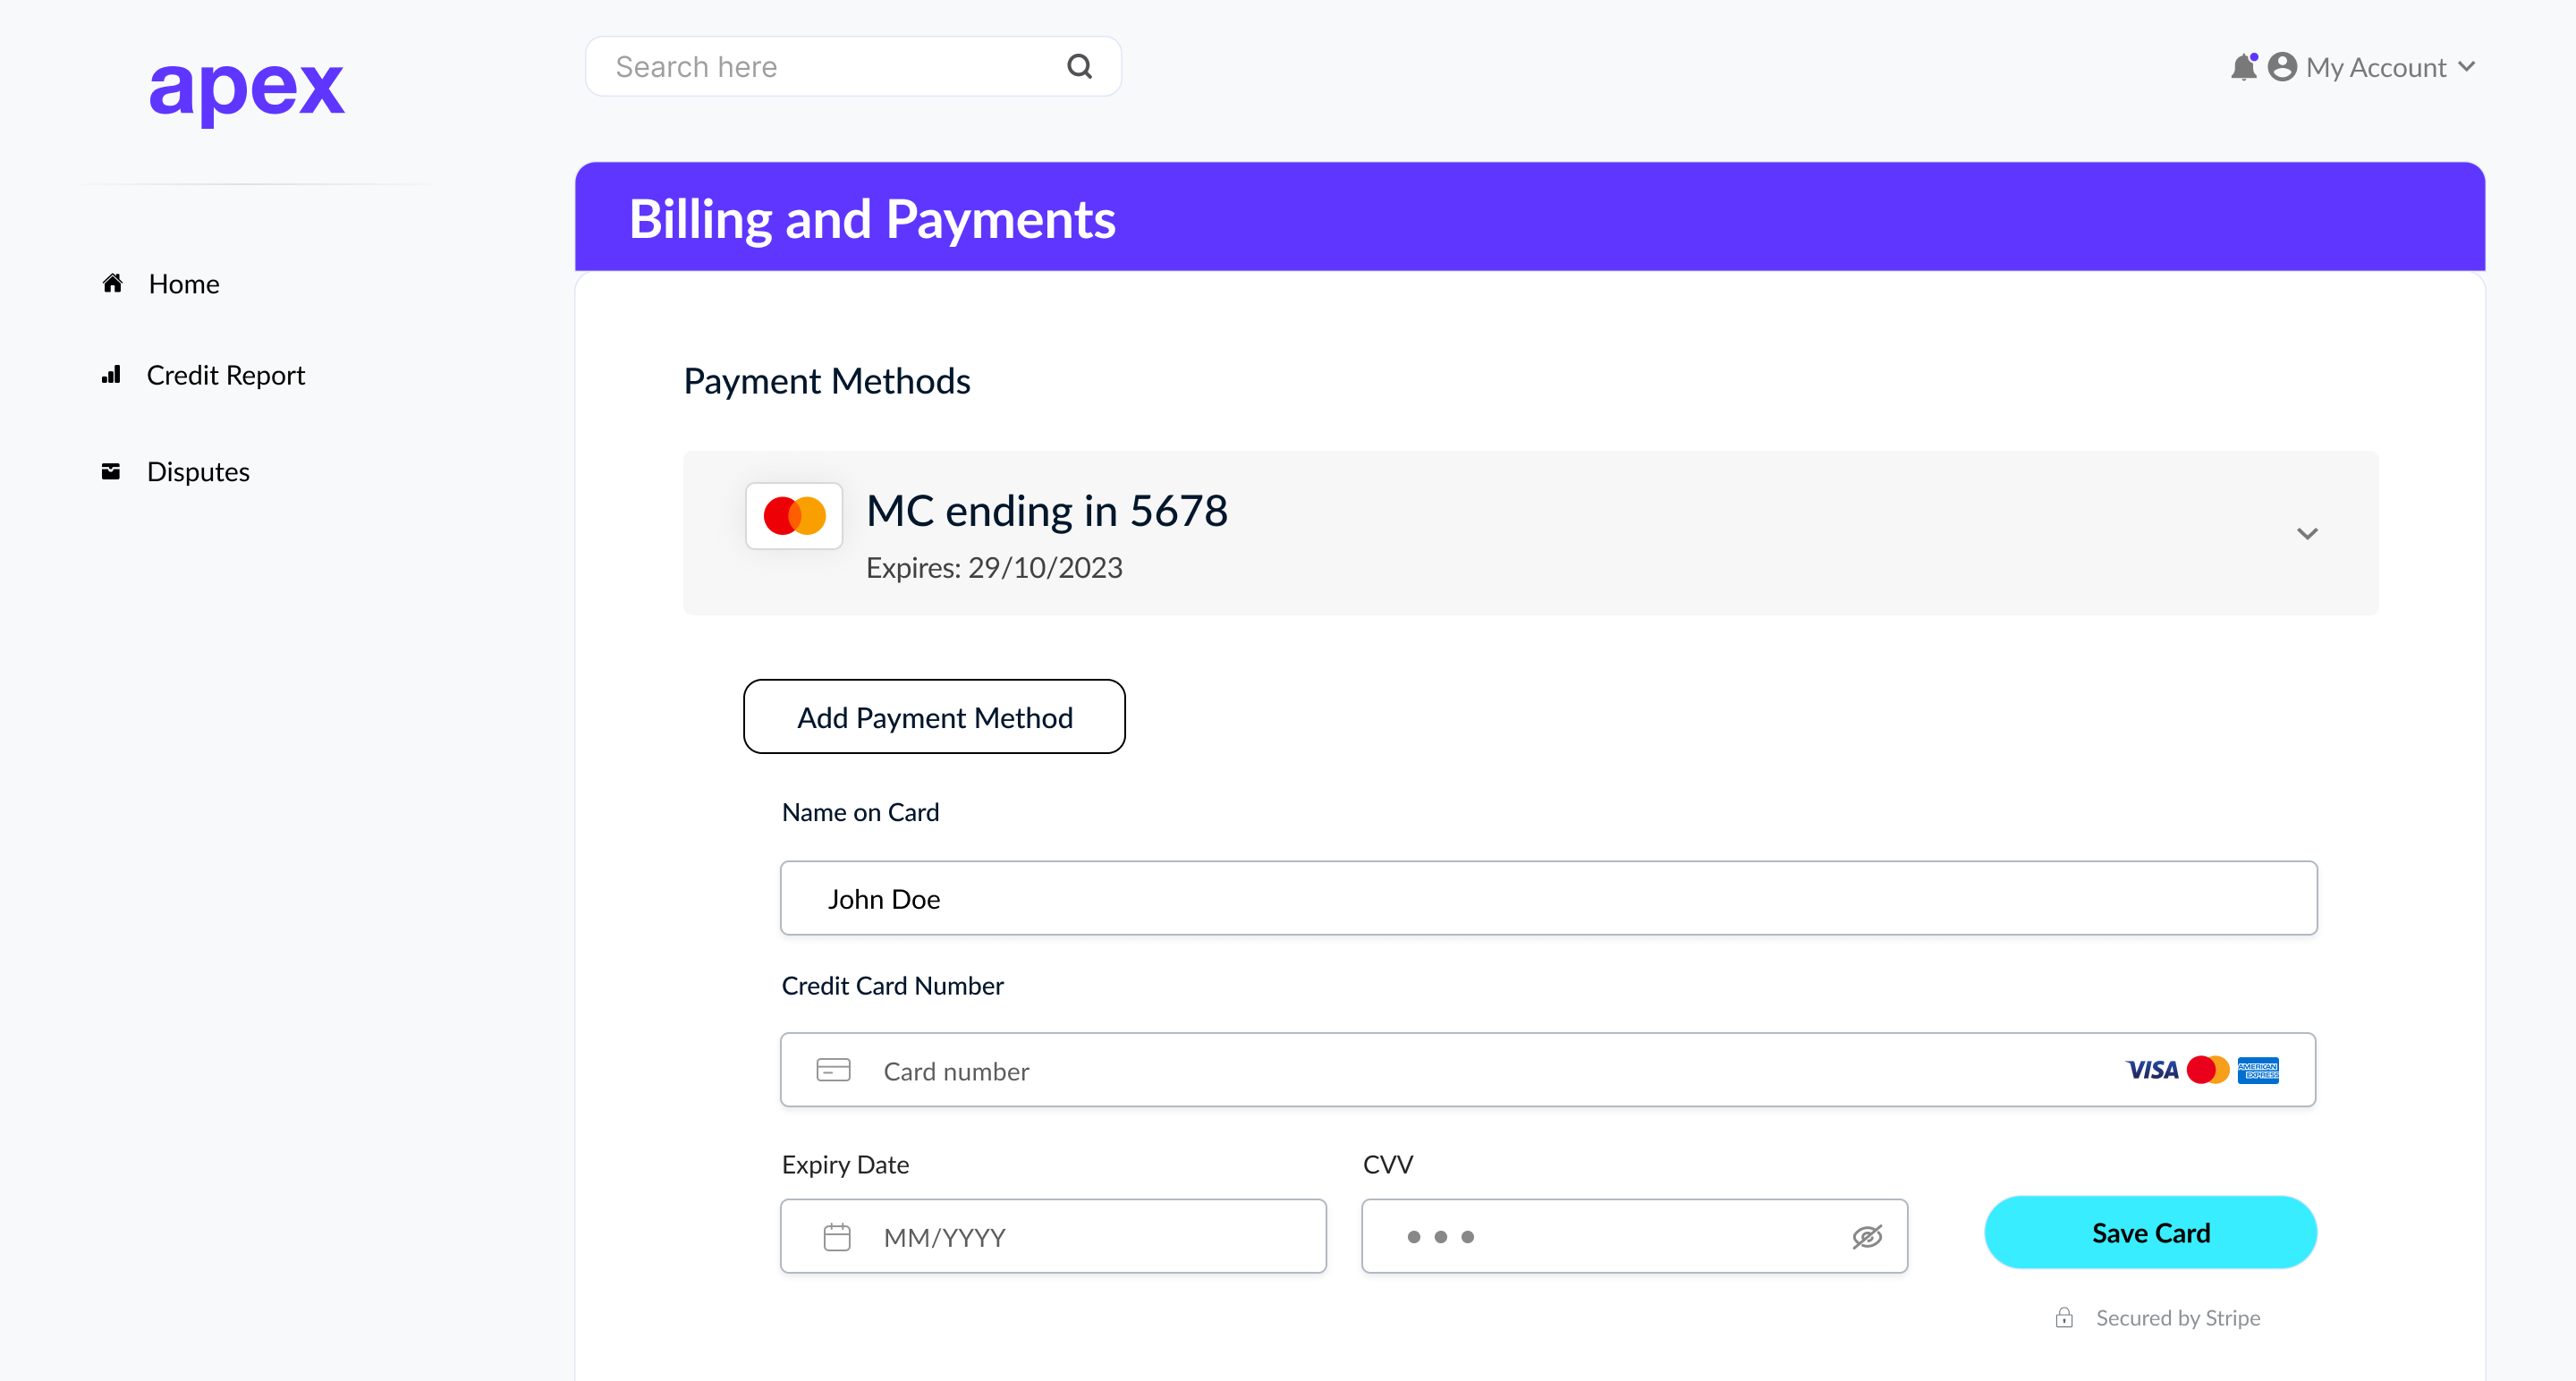 apex
Search here
My Account
Billing and Payments
Home
Credit Report
Disputes
Payment Methods
MC ending in 5678
Expires: 29/10/2023
Add Payment Method
Name on Card
John Doe
Credit Card Number
Card number
VISA
AMERICAN
EXPRESS
Expiry Date
CVV
MM/YYYY
Save Card
Secured by Stripe